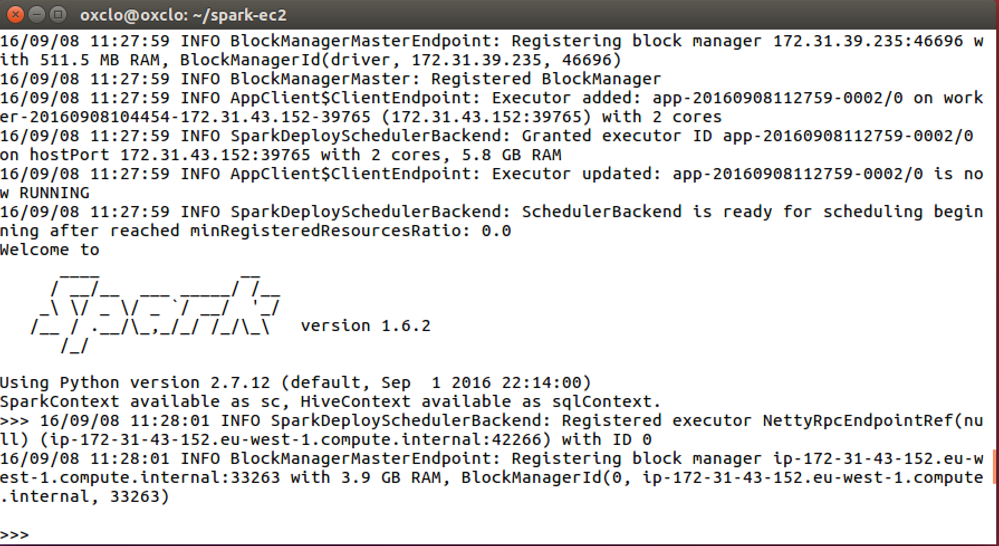 oxclo@oxclo: ~/spark-ec2
16/09/08 11:27:59 INFO BlockManagerMasterEndpoint: Registering block manager 172.31.39.235:46696 w
ith 511.5 MB RAM, BlockManagerId(driver, 172.31.39.235, 46696)
16/09/08 11:27:59 INFO BlockManagerMaster: Registered BlockManager
16/09/08 11:27:59 INFO AppClient$ClientEndpoint: Executor added: app-20160908112759-0002/0 on work
er-20160908104454-172.31.43.152-39765 (172.31.43.152:39765) with 2 cores
16/09/08 11:27:59 INFO SparkDeploySchedulerBackend: Granted executor ID app-20160908112759-0002/0
on hostPort 172.31.43.152:39765 with 2 cores, 5.8 GB RAM
16/09/08 11:27:59 INFO AppClient$ClientEndpoint: Executor updated: app-20160908112759-0002/0 is no
w RUNNING
16/09/08 11:27:59 INFO SparkDeploySchedulerBackend: SchedulerBackend is ready for scheduling begin
ning after reached minRegisteredResourcesRatio: 0.0
Welcome to
      ____              __
     / __/__  ___ _____/ /__
    _\ \/ _ \/ _ `/ __/  '_/
   /__ / .__/\_,_/_/ /_/\_\   version 1.6.2
      /_/
Using Python version 2.7.12 (default, Sep  1 2016 22:14:00)
SparkContext available as sc, HiveContext available as sqlContext.
>>> 16/09/08 11:28:01 INFO SparkDeploySchedulerBackend: Registered executor NettyRpcEndpointRef(nu
ll) (ip-172-31-43-152.eu-west-1.compute.internal:42266) with ID 0
16/09/08 11:28:01 INFO BlockManagerMasterEndpoint: Registering block manager ip-172-31-43-152.eu-w
est-1.compute.internal:33263 with 3.9 GB RAM, BlockManagerId(0, ip-172-31-43-152.eu-west-1.compute
.internal, 33263)
>>>